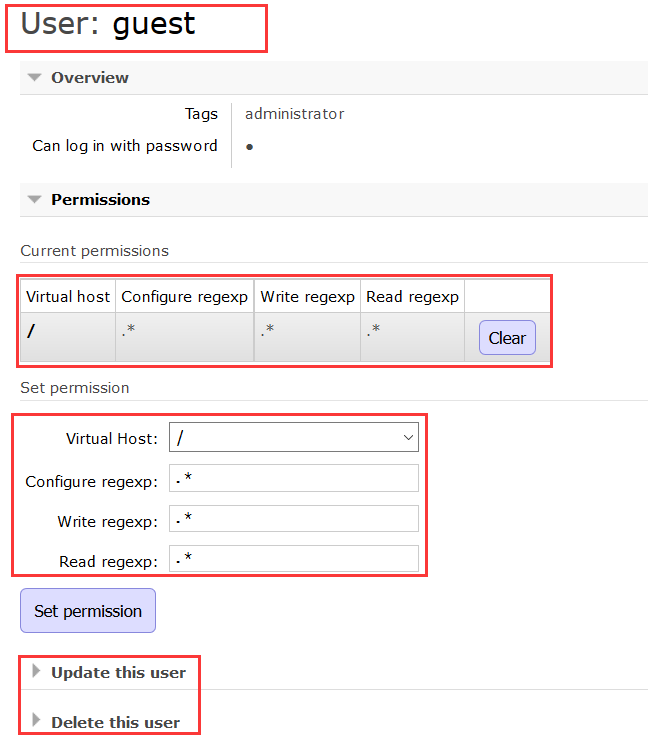 User: guest
Overview
Tags administrator
Can log in with password ●
Permissions
Current permissions
Virtual host Configure regexp Write regexp Read regexp
/ .* .* .* Clear
Set permission
Virtual Host: /
Configure regexp: .*
Write regexp: .*
Read regexp: .*
Set permission
Update this user
Delete this user